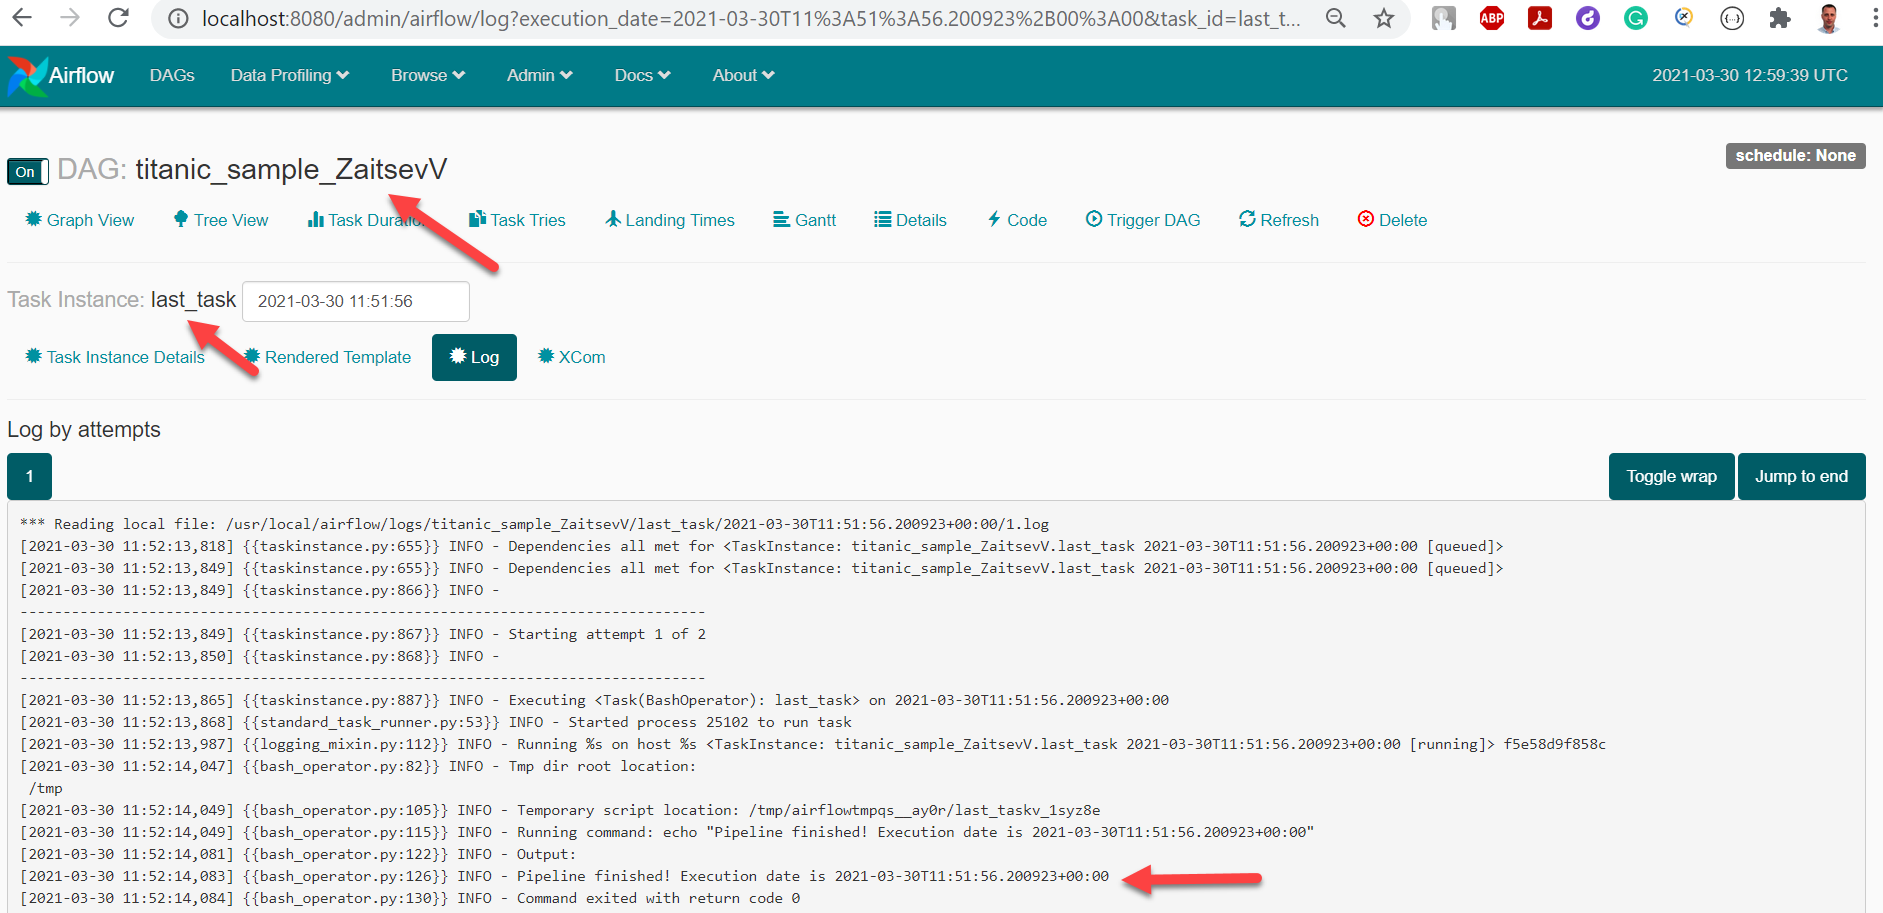 localhost:8080/admin/airflow/log?execution_date=2021-03-30T11%3A51%3A56.200923%2B00%3A00&task_id=last_t...
ABP
Airflow DAGs Data Profiling Browse Admin Docs About 2021-03-30 12:59:39 UTC
On DAG: titanic_sample_ZaitsevV schedule: None
Graph View Tree View Task Duration Task Tries Landing Times Gantt Details Code Trigger DAG Refresh Delete
Task Instance: last_task 2021-03-30 11:51:56
Task Instance Details Rendered Template Log XCom
Log by attempts
1 Toggle wrap Jump to end
*** Reading local file: /usr/local/airflow/logs/titanic_sample_ZaitsevV/last_task/2021-03-30T11:51:56.200923+00:00/1.log
[2021-03-30 11:52:13,818] {{taskinstance.py:655}} INFO - Dependencies all met for <TaskInstance: titanic_sample_ZaitsevV.last_task 2021-03-30T11:51:56.200923+00:00 [queued]>
[2021-03-30 11:52:13,849] {{taskinstance.py:655}} INFO - Dependencies all met for <TaskInstance: titanic_sample_ZaitsevV.last_task 2021-03-30T11:51:56.200923+00:00 [queued]>
[2021-03-30 11:52:13,849] {{taskinstance.py:866}} INFO -
--------------------------------------------------------------------------------
[2021-03-30 11:52:13,849] {{taskinstance.py:867}} INFO - Starting attempt 1 of 2
[2021-03-30 11:52:13,850] {{taskinstance.py:868}} INFO -
--------------------------------------------------------------------------------
[2021-03-30 11:52:13,865] {{taskinstance.py:887}} INFO - Executing <Task(BashOperator): last_task> on 2021-03-30T11:51:56.200923+00:00
[2021-03-30 11:52:13,868] {{standard_task_runner.py:53}} INFO - Started process 25102 to run task
[2021-03-30 11:52:13,987] {{logging_mixin.py:112}} INFO - Running %s on host %s <TaskInstance: titanic_sample_ZaitsevV.last_task 2021-03-30T11:51:56.200923+00:00 [running]> f5e58d9f858c
[2021-03-30 11:52:14,047] {{bash_operator.py:82}} INFO - Tmp dir root location:
/tmp
[2021-03-30 11:52:14,049] {{bash_operator.py:105}} INFO - Temporary script location: /tmp/airflowtmpqs__ay0r/last_taskv_1syz8e
[2021-03-30 11:52:14,049] {{bash_operator.py:115}} INFO - Running command: echo "Pipeline finished! Execution date is 2021-03-30T11:51:56.200923+00:00"
[2021-03-30 11:52:14,081] {{bash_operator.py:122}} INFO - Output:
[2021-03-30 11:52:14,083] {{bash_operator.py:126}} INFO - Pipeline finished! Execution date is 2021-03-30T11:51:56.200923+00:00
[2021-03-30 11:52:14,084] {{bash_operator.py:130}} INFO - Command exited with return code 0